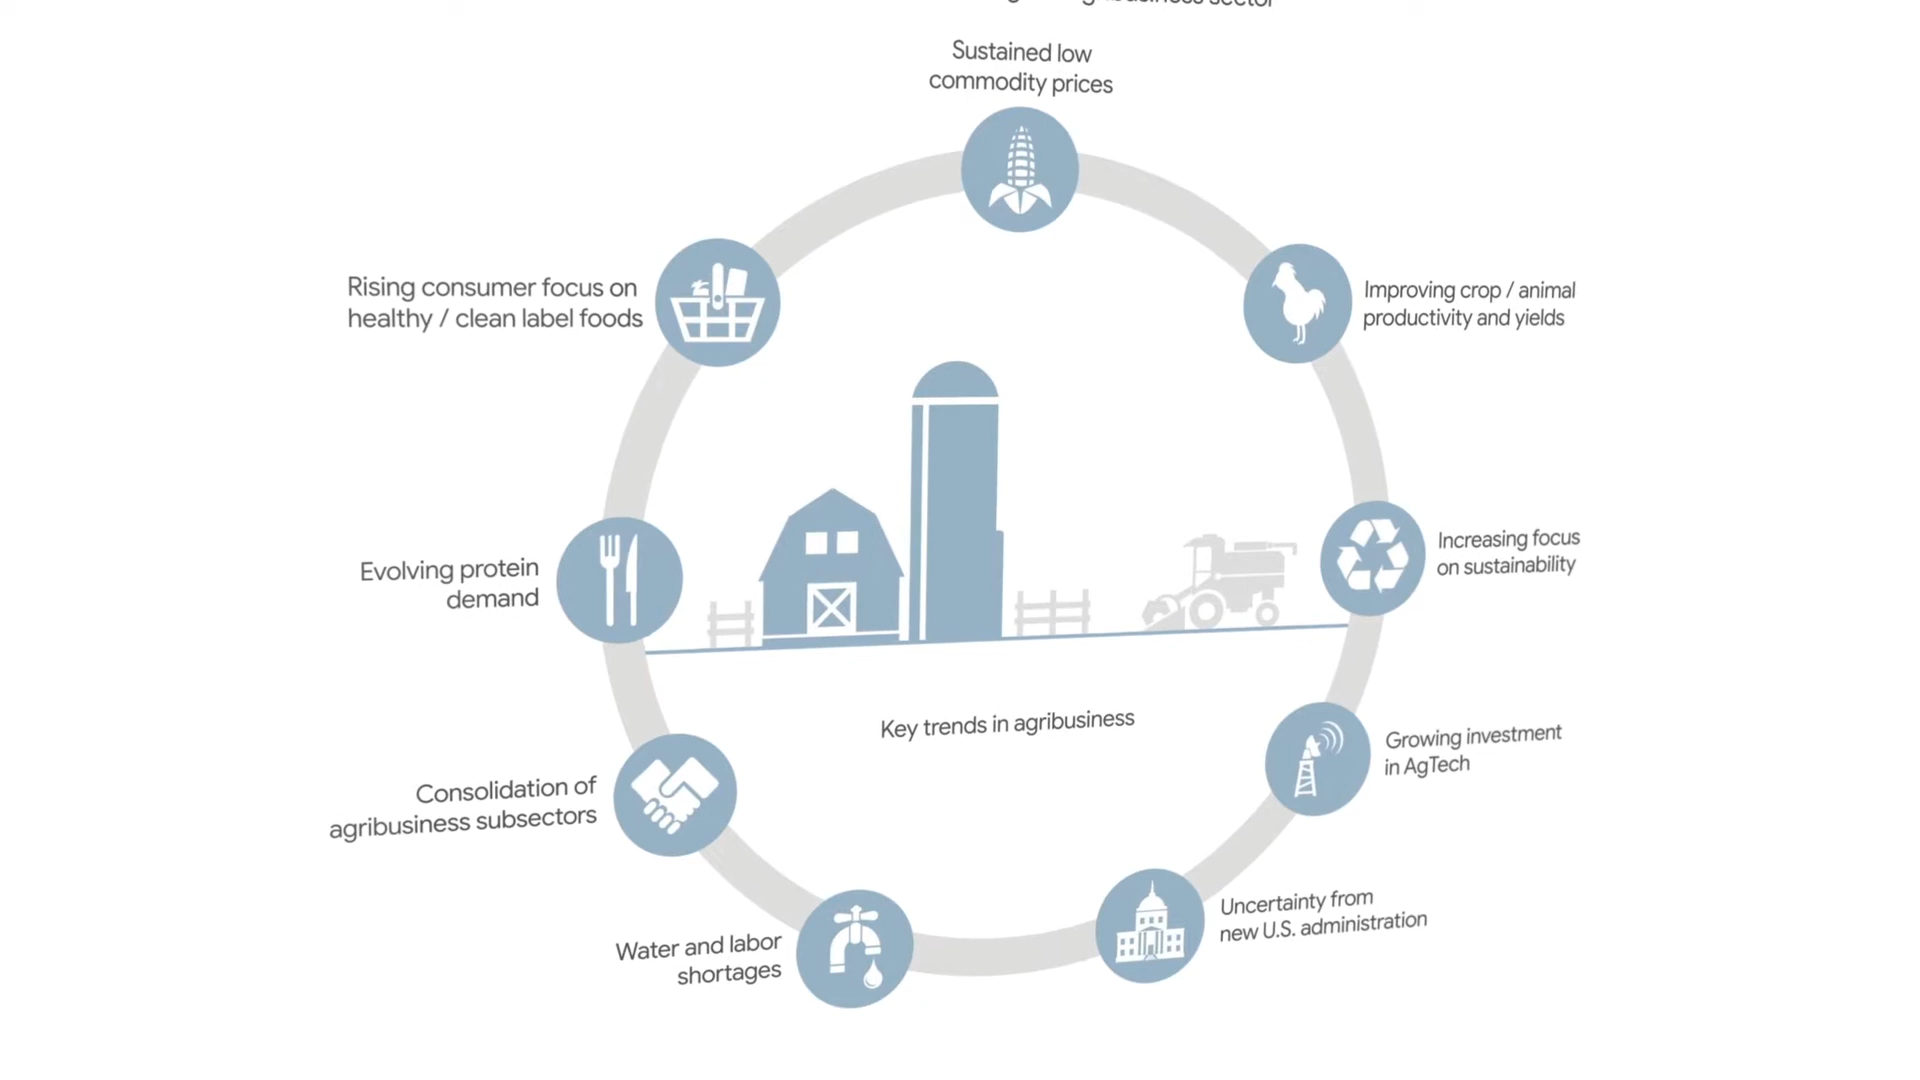 business sector
Sustained low
commodity prices
Rising consumer focus on
healthy / clean label foods
Improving crop / animal
productivity and yields
Increasing focus
on sustainability
Evolving protein
demand
Key trends in agribusiness
Growing investment
in AgTech
Consolidation of
agribusiness subsectors
Uncertainty from
new U.S. administration
Water and labor
shortages